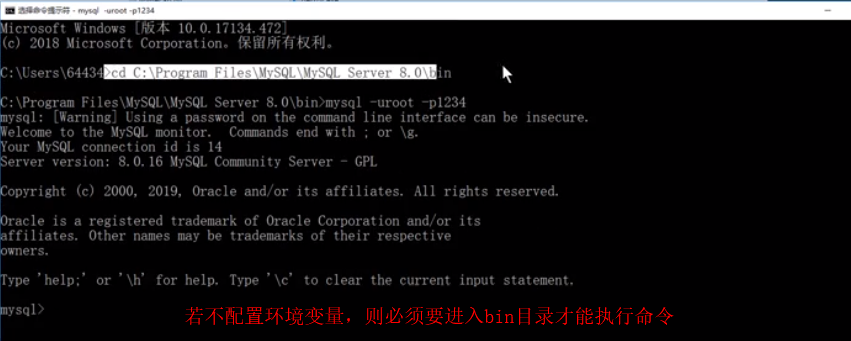 选择命令提示符 - mysql  -uroot -p1234
Microsoft Windows [版本 10.0.17134.472]
(c) 2018 Microsoft Corporation。保留所有权利。
C:\Users\64434>cd C:\Program Files\MySQL\MySQL Server 8.0\bin
C:\Program Files\MySQL\MySQL Server 8.0\bin>mysql -uroot -p1234
mysql: [Warning] Using a password on the command line interface can be insecure.
Welcome to the MySQL monitor.  Commands end with ; or \g.
Your MySQL connection id is 14
Server version: 8.0.16 MySQL Community Server - GPL
Copyright (c) 2000, 2019, Oracle and/or its affiliates. All rights reserved.
Oracle is a registered trademark of Oracle Corporation and/or its
affiliates. Other names may be trademarks of their respective
owners.
Type 'help;' or '\h' for help. Type '\c' to clear the current input statement.
mysql>
若不配置环境变量，则必须要进入bin目录才能执行命令